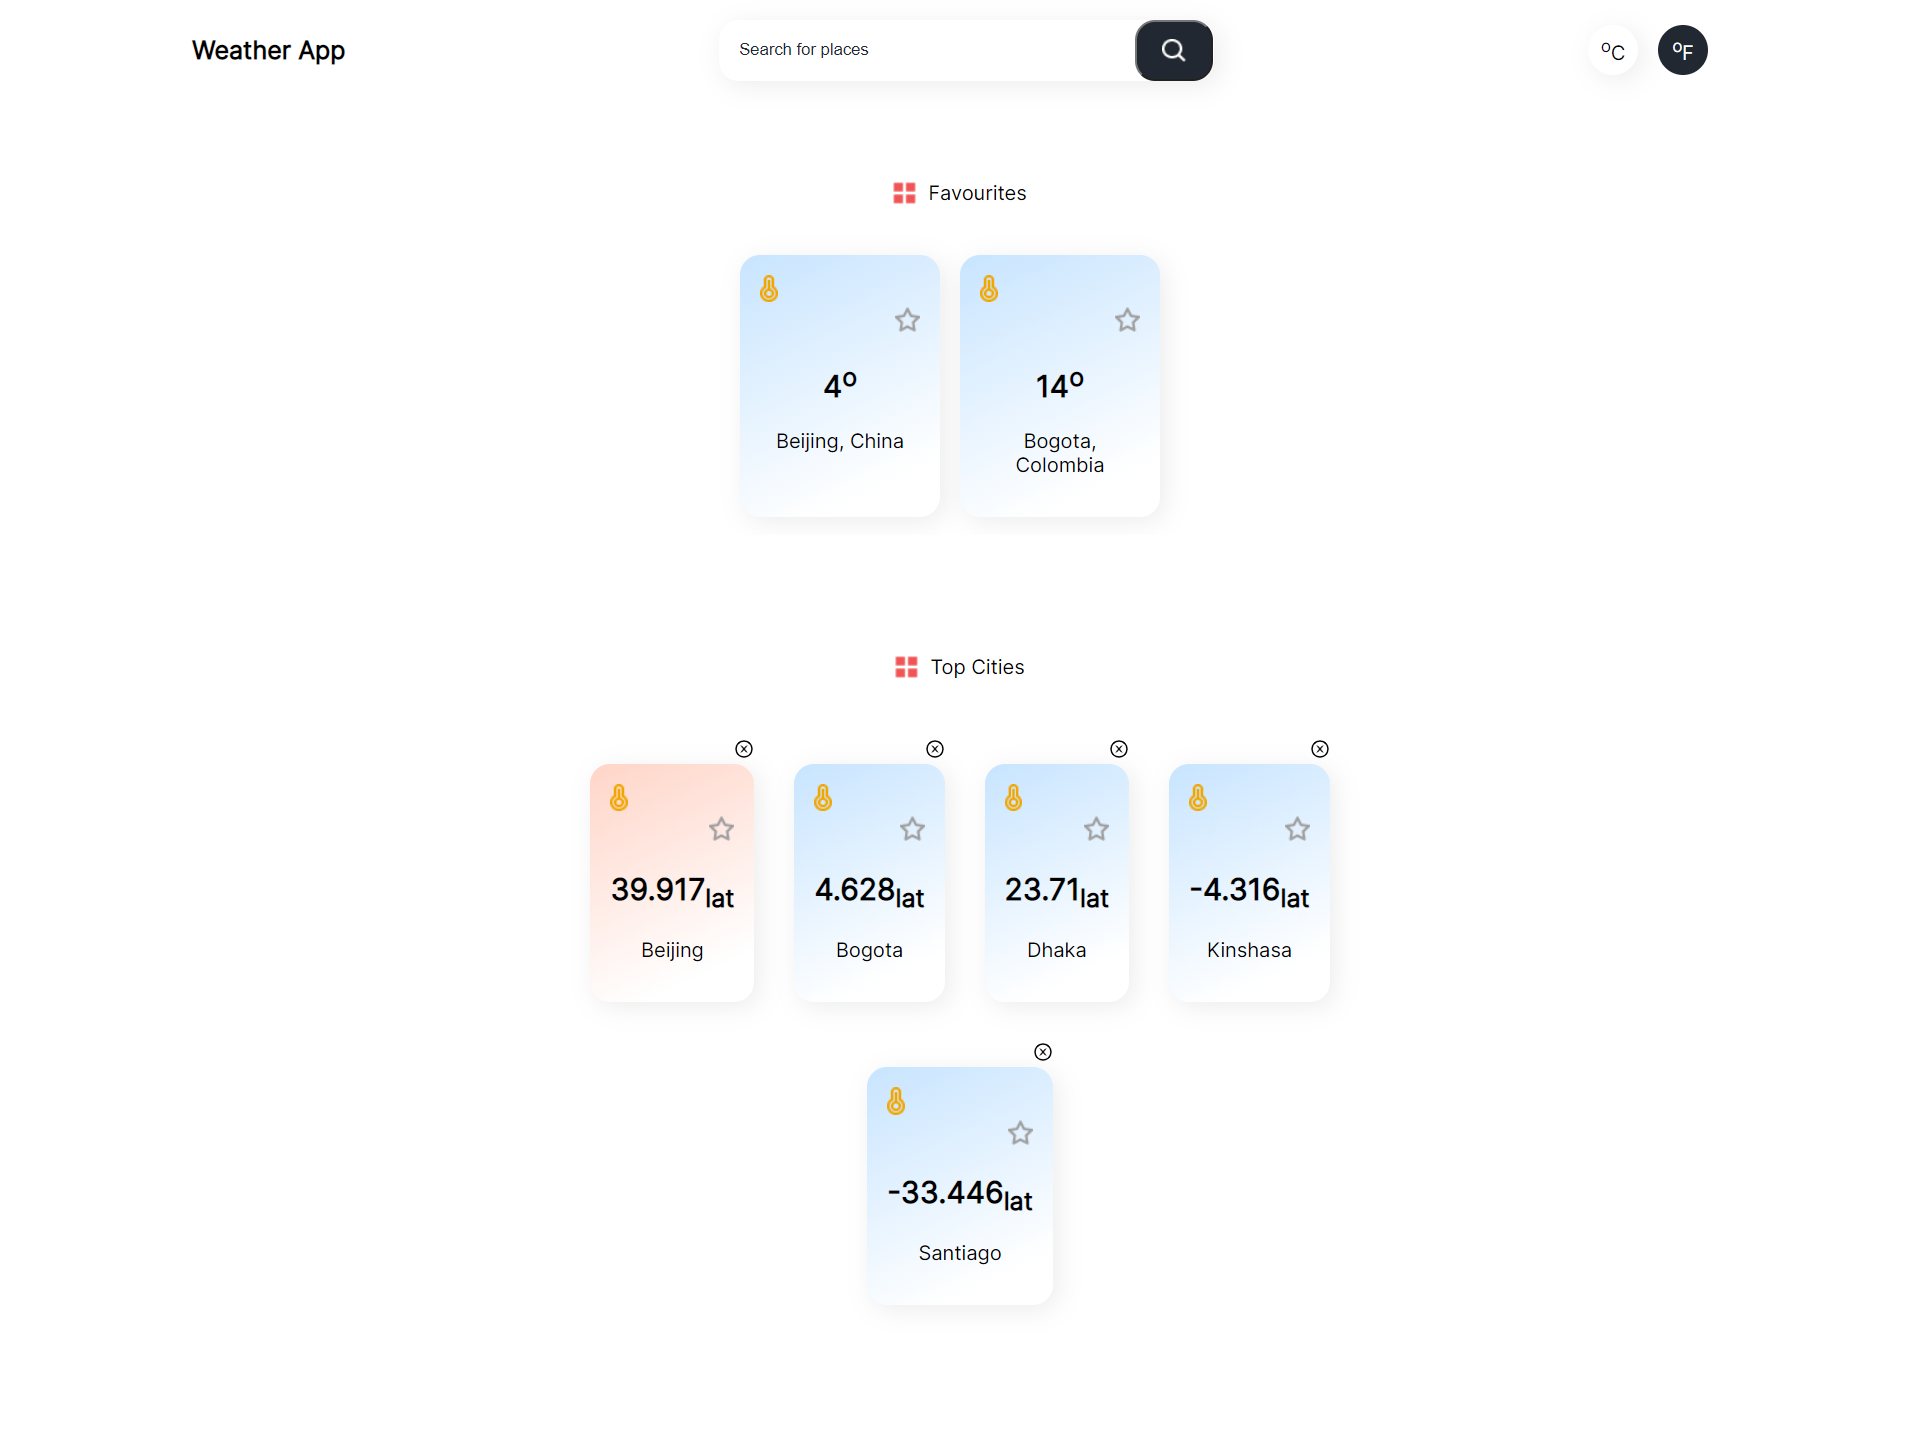 Weather App
Search for places
ºC
ºF
Favourites
4º
Beijing, China
14º
Bogota,
Colombia
Top Cities
39.917lat
Beijing
4.628lat
Bogota
23.71lat
Dhaka
-4.316lat
Kinshasa
-33.446lat
Santiago